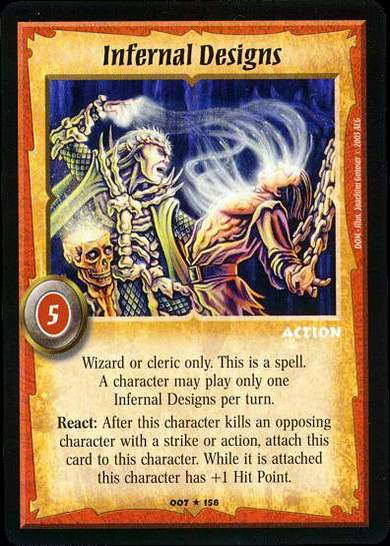 Infernal Designs
DOM • illus. Joachim Gmoser © 2003 AEG
5
ACTION
Wizard or cleric only. This is a spell.
A character may play only one
Infernal Designs per turn.
React: After this character kills an opposing
character with a strike or action, attach this
card to this character. While it is attached
this character has +1 Hit Point.
007 ★ 158